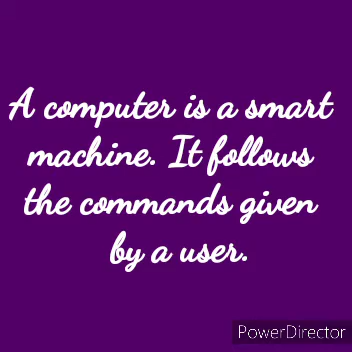 A computer is a smart
machine. It follows
the commands given
by a user.
PowerDirector